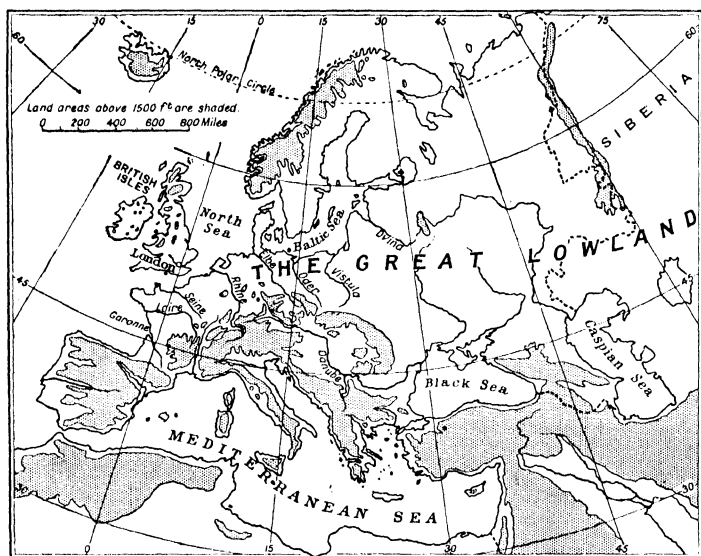 30
15
0
15
30
45
75
60
60
North Polar Circle
Land areas above 1500 ft are shaded.
0 200 400 600 800 Miles
SIBERIA
BRITISH
ISLES
North
Sea
Baltic Sea
London
Dvina
THE GREAT LOWLAND
Elbe
Oder
Vistula
Rhine
Seine
Loire
Garonne
45
45
Danube
Black Sea
Caspian Sea
MEDITERRANEAN SEA
30
30
0
15
30
45